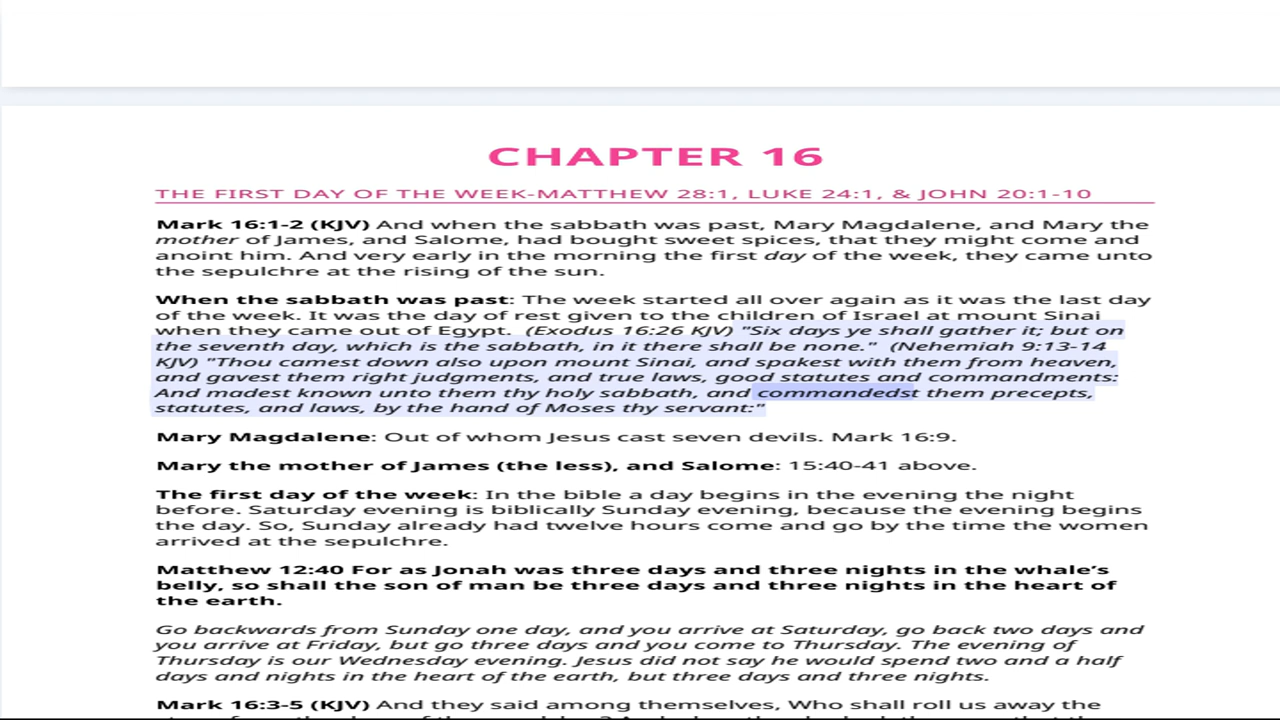 CHAPTER 16
THE FIRST DAY OF THE WEEK-MATTHEW 28:1, LUKE 24:1, & JOHN 20:1-10
Mark 16:1-2 (KJV) And when the sabbath was past, Mary Magdalene, and Mary the
mother of James, and Salome, had bought sweet spices, that they might come and
anoint him. And very early in the morning the first day of the week, they came unto
the sepulchre at the rising of the sun.
When the sabbath was past: The week started all over again as it was the last day
of the week. It was the day of rest given to the children of Israel at mount Sinai
when they came out of Egypt. (Exodus 16:26 KJV) "Six days ye shall gather it; but on
the seventh day, which is the sabbath, in it there shall be none." (Nehemiah 9:13-14
KJV) "Thou camest down also upon mount Sinai, and spakest with them from heaven,
and gavest them right judgments, and true laws, good statutes and commandments:
And madest known unto them thy holy sabbath, and commandedst them precepts,
statutes, and laws, by the hand of Moses thy servant:"
Mary Magdalene: Out of whom Jesus cast seven devils. Mark 16:9.
Mary the mother of James (the less), and Salome: 15:40-41 above.
The first day of the week: In the bible a day begins in the evening the night
before. Saturday evening is biblically Sunday evening, because the evening begins
the day. So, Sunday already had twelve hours come and go by the time the women
arrived at the sepulchre.
Matthew 12:40 For as Jonah was three days and three nights in the whale's
belly, so shall the son of man be three days and three nights in the heart of
the earth.
Go backwards from Sunday one day, and you arrive at Saturday, go back two days and
you arrive at Friday, but go three days and you come to Thursday. The evening of
Thursday is our Wednesday evening. Jesus did not say he would spend two and a half
days and nights in the heart of the earth, but three days and three nights.
Mark 16:3-5 (KJV) And they said among themselves, Who shall roll us away the